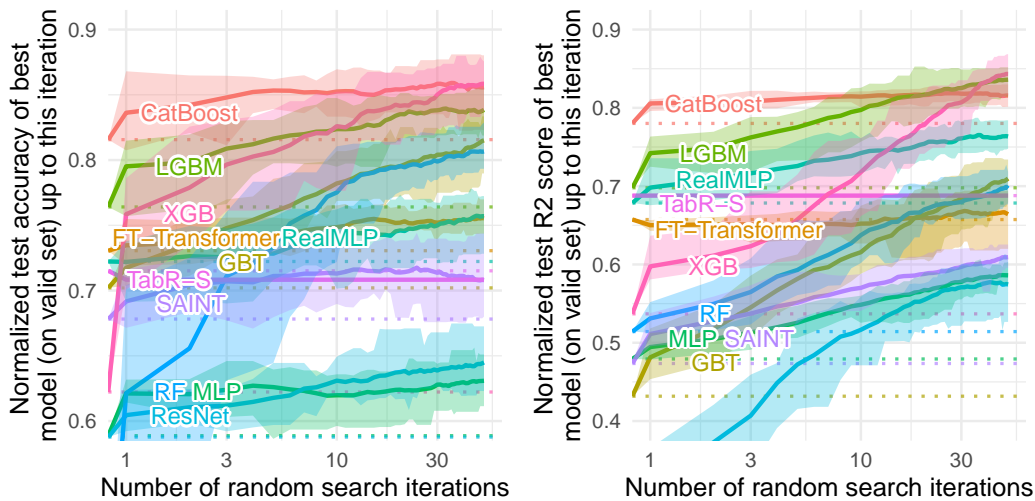 Normalized test accuracy of best
model (on valid set) up to this iteration
0.9
0.8
0.7
0.6
CatBoost
LGBM
XGB
FT−Transformer
RealMLP
GBT
TabR−S
SAINT
RF
MLP
ResNet
1
3
10
30
Number of random search iterations
Normalized test R2 score of best
model (on valid set) up to this iteration
0.9
0.8
0.7
0.6
0.5
0.4
CatBoost
LGBM
RealMLP
TabR−S
FT−Transformer
XGB
RF
MLP
SAINT
GBT
1
3
10
30
Number of random search iterations